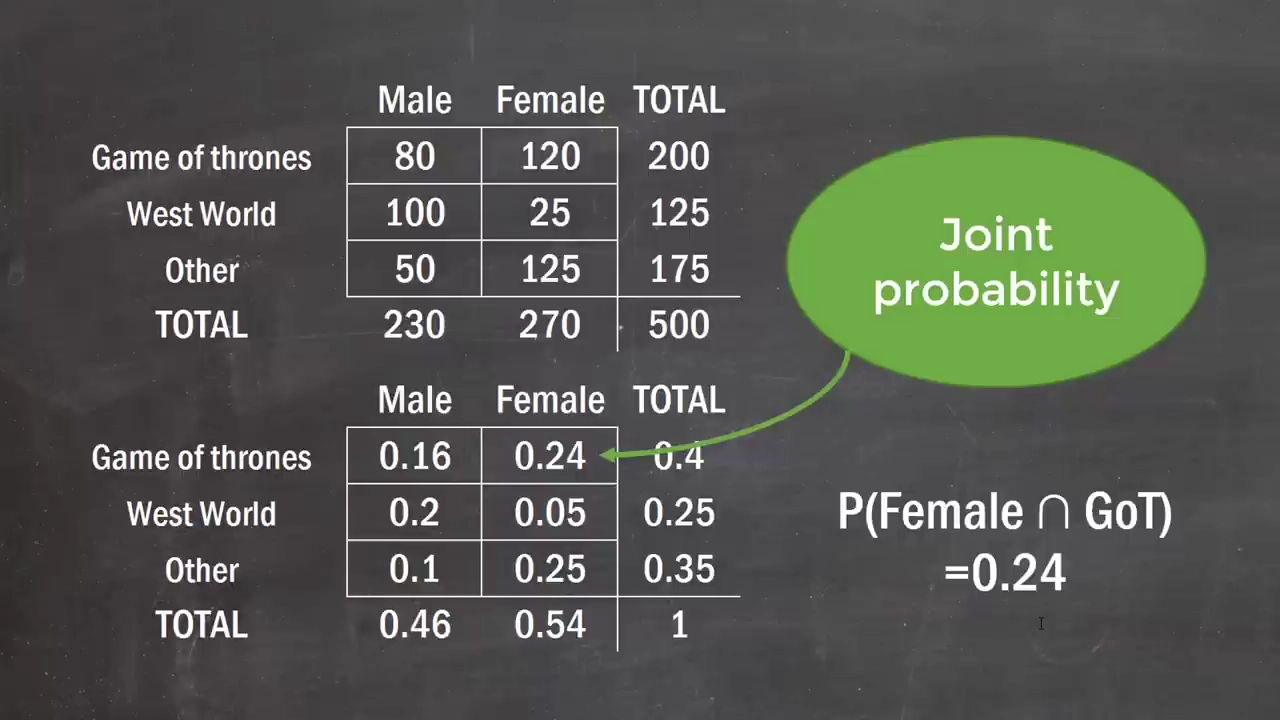 Male Female TOTAL
Game of thrones 80 120 200
West World 100 25 125
Other 50 125 175
TOTAL 230 270 500
Joint
probability
Male Female TOTAL
Game of thrones 0.16 0.24 0.4
West World 0.2 0.05 0.25
Other 0.1 0.25 0.35
TOTAL 0.46 0.54 1
P(Female ∩ GoT)
=0.24